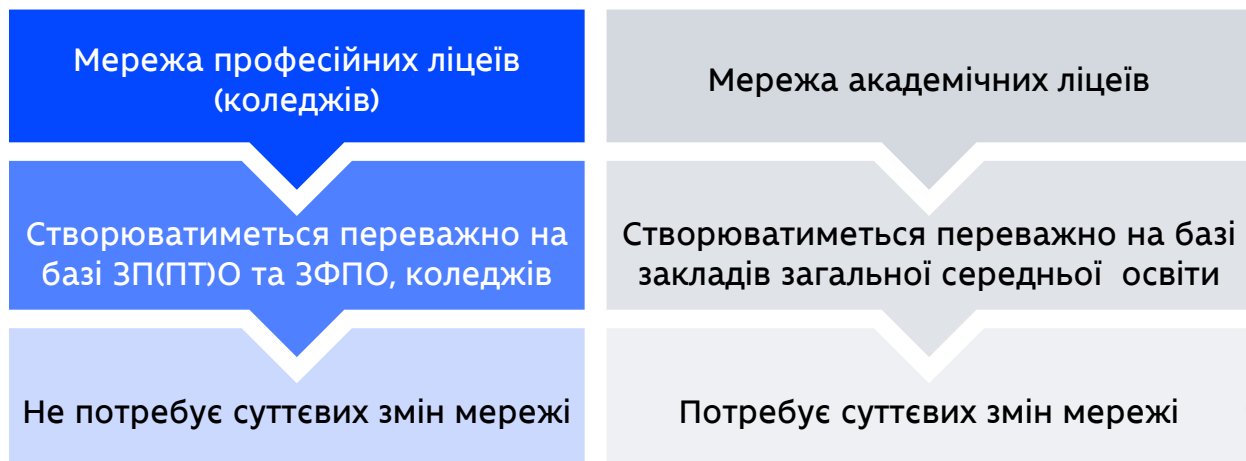 Мережа професійних ліцеїв
(коледжів)
Створюватиметься переважно на
базі ЗП(ПТ)О та ЗФПО, коледжів
Не потребує суттєвих змін мережі
Мережа академічних ліцеїв
Створюватиметься переважно на базі
закладів загальної середньої освіти
Потребує суттєвих змін мережі